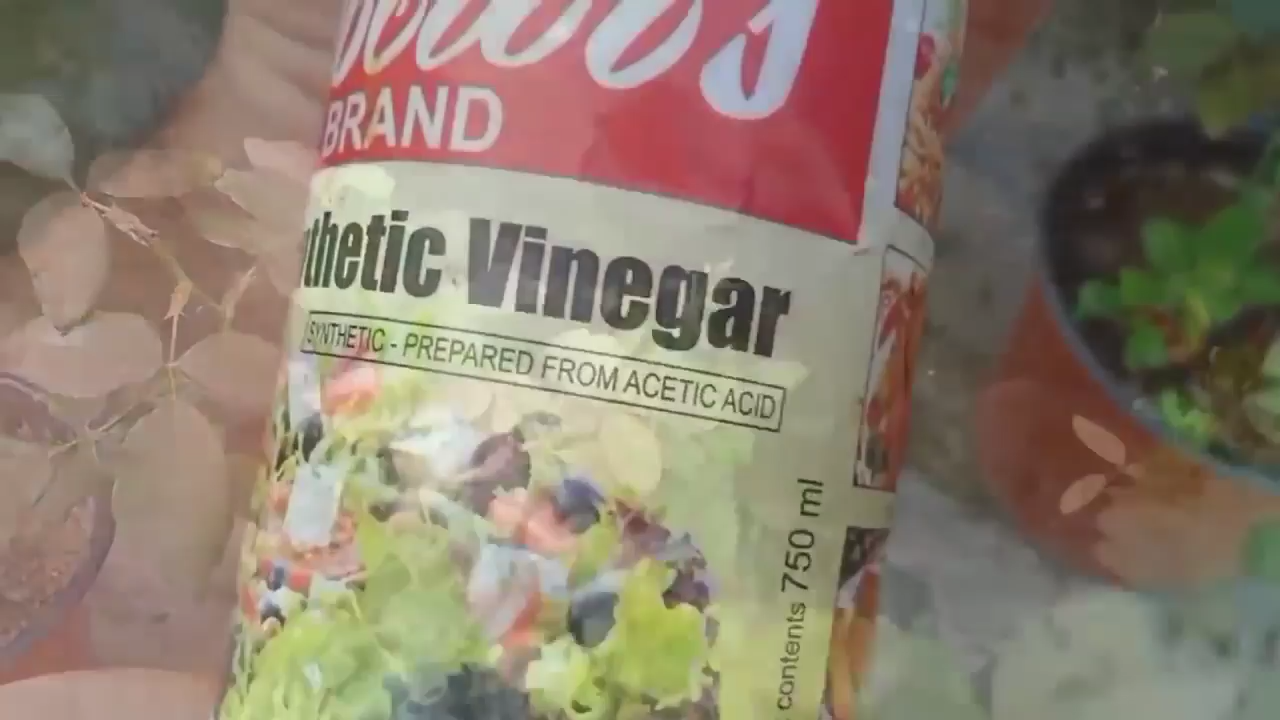 BRAND
thetic Vinegar
SYNTHETIC - PREPARED FROM ACETIC ACID
contents 750 ml